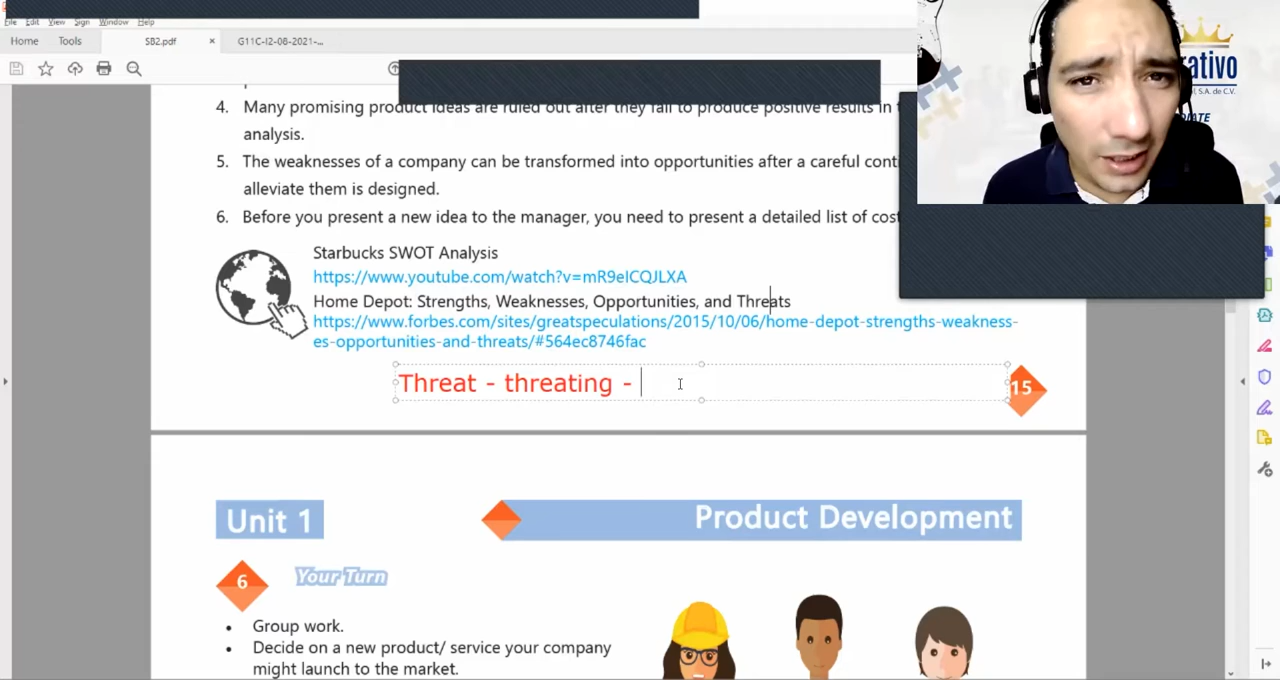 File Edit View Sign Window Help
Home Tools SB2.pdf × G11C-I2-08-2021-...
rativo
, S.A. de C.V.
DIATE
4. Many promising product ideas are ruled out after they fail to produce positive results in
analysis.
5. The weaknesses of a company can be transformed into opportunities after a careful
alleviate them is designed.
6. Before you present a new idea to the manager, you need to present a detailed list of
Starbucks SWOT Analysis
https://www.youtube.com/watch?v=mR9eICQJLXA
Home Depot: Strengths, Weaknesses, Opportunities, and Threats
https://www.forbes.com/sites/greatspeculations/2015/10/06/home-depot-strengths-weakness-
es-opportunities-and-threats/#564ec8746fac
Threat - threating -
15
Unit 1
Product Development
6 Your Turn
• Group work.
• Decide on a new product/ service your company
might launch to the market.